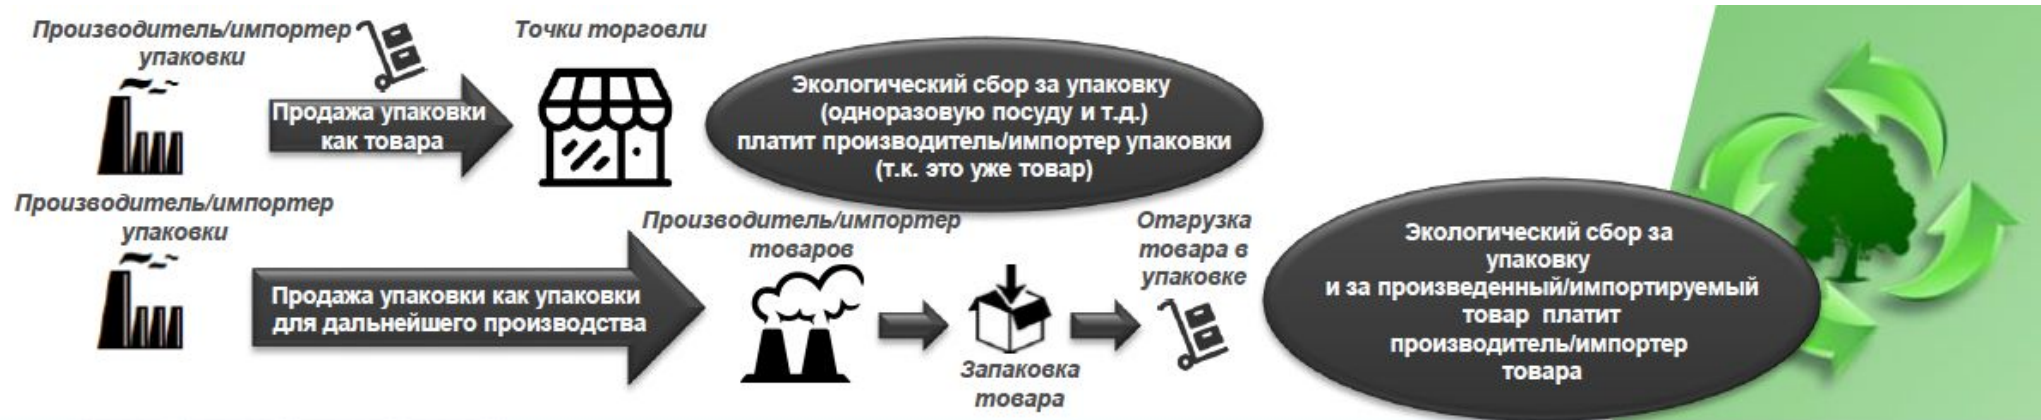 Производитель/импортер
упаковки
Продажа упаковки
как товара
Точки торговли
Экологический сбор за упаковку
(одноразовую посуду и т.д.)
платит производитель/импортер упаковки
(т.к. это уже товар)
Производитель/импортер
упаковки
Продажа упаковки как упаковки
для дальнейшего производства
Производитель/импортер
товаров
Запаковка
товара
Отгрузка
товара в
упаковке
Экологический сбор за
упаковку
и за произведенный/импортируемый
товар платит
производитель/импортер
товара